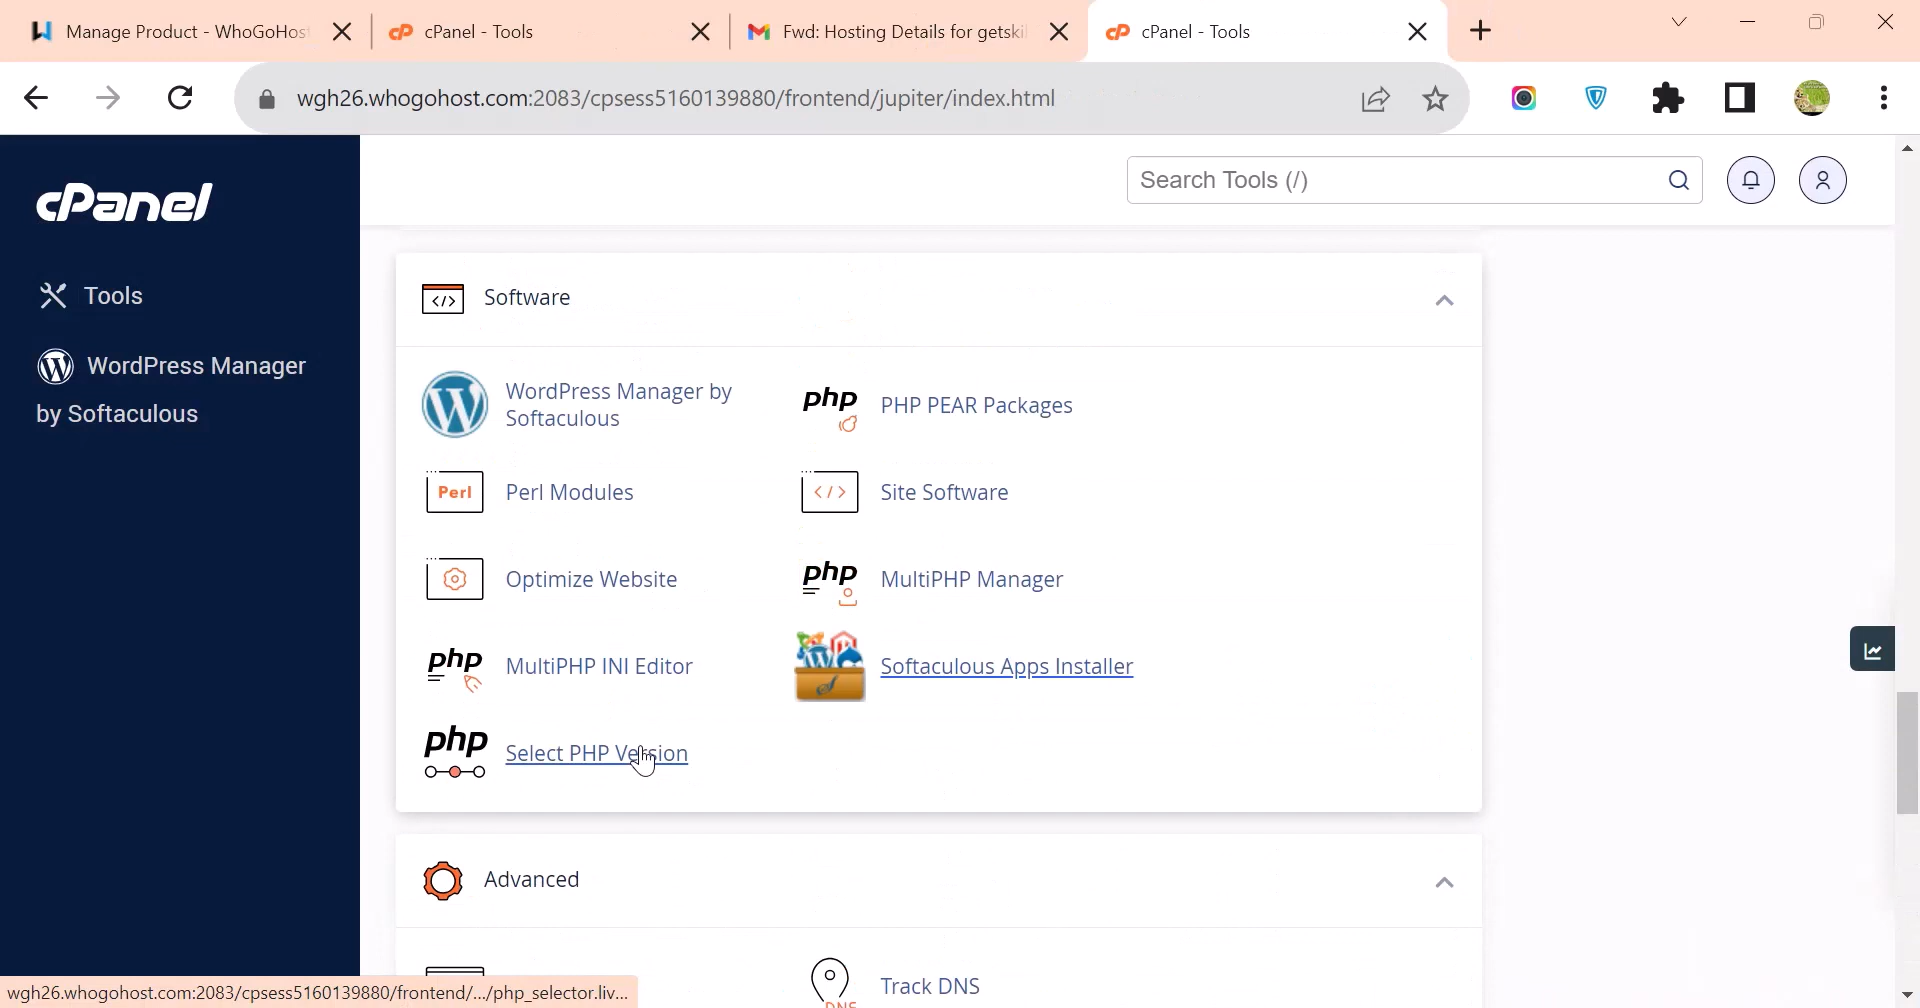 Manage Product - WhoGoHos
cPanel - Tools
Fwd: Hosting Details for getskil
cPanel - Tools
wgh26.whogohost.com:2083/cpsess5160139880/frontend/jupiter/index.html
cPanel
Search Tools (/)
Tools
WordPress Manager
by Softaculous
Software
WordPress Manager by
Softaculous
php
PHP PEAR Packages
Perl
Perl Modules
</>
Site Software
Optimize Website
php
MultiPHP Manager
php
MultiPHP INI Editor
Softaculous Apps Installer
php
Select PHP Version
Advanced
DNS
Track DNS
wgh26.whogohost.com:2083/cpsess5160139880/frontend/.../php_selector.liv...